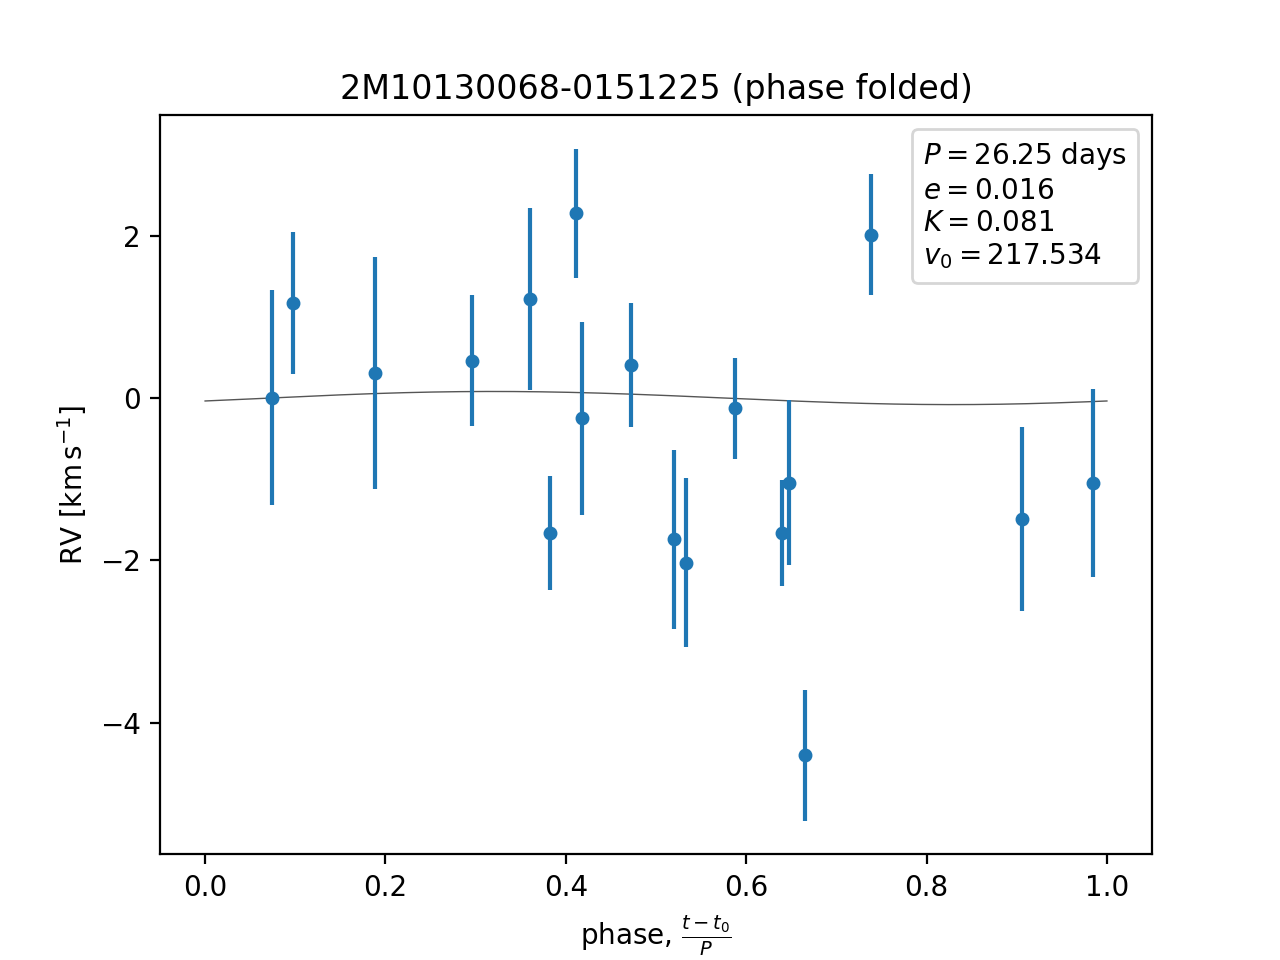 2M10130068-0151225 (phase folded)
P = 26.25 days
e = 0.016
K = 0.081
v₀ = 217.534
2
0
−2
−4
RV [km s⁻¹]
0.0 0.2 0.4 0.6 0.8 1.0
phase, (t − t₀)/P